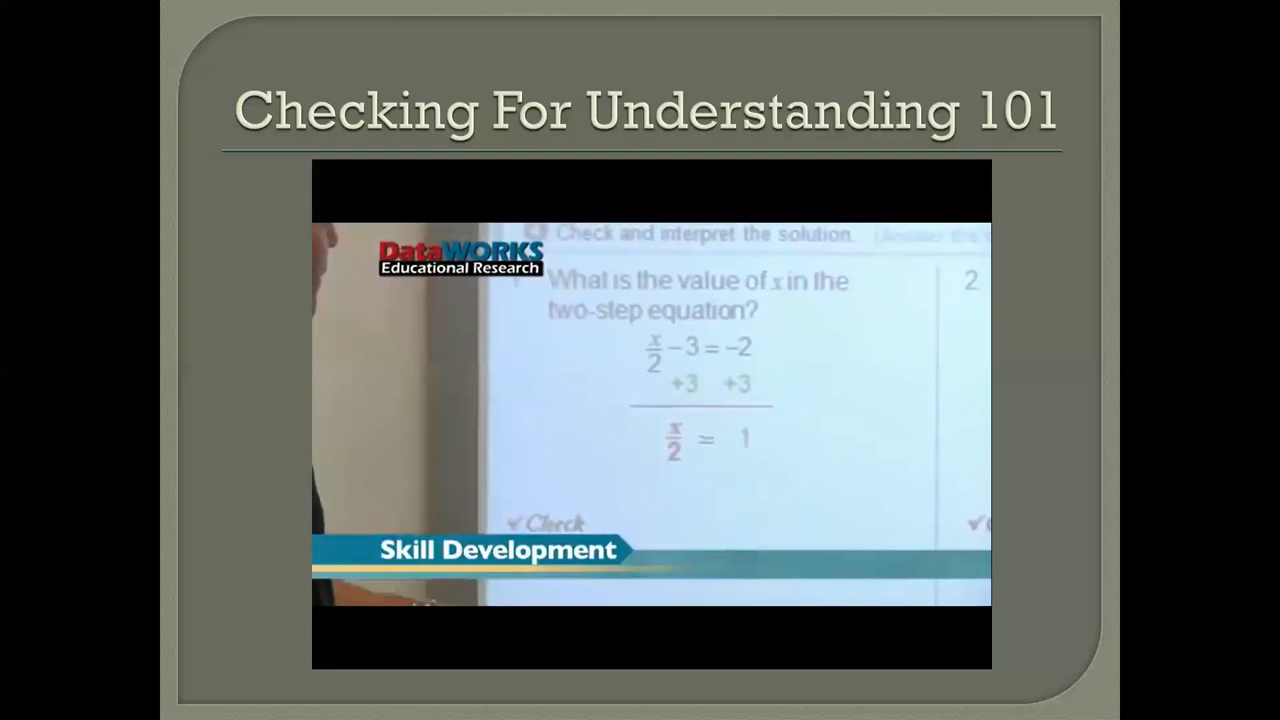 Checking For Understanding 101
DataWORKS
Educational Research
Check and interpret the solution.
What is the value of x in the
two-step equation?
x/2 − 3 = −2
+3 +3
x/2 = 1
2
✓Check
✓
Skill Development